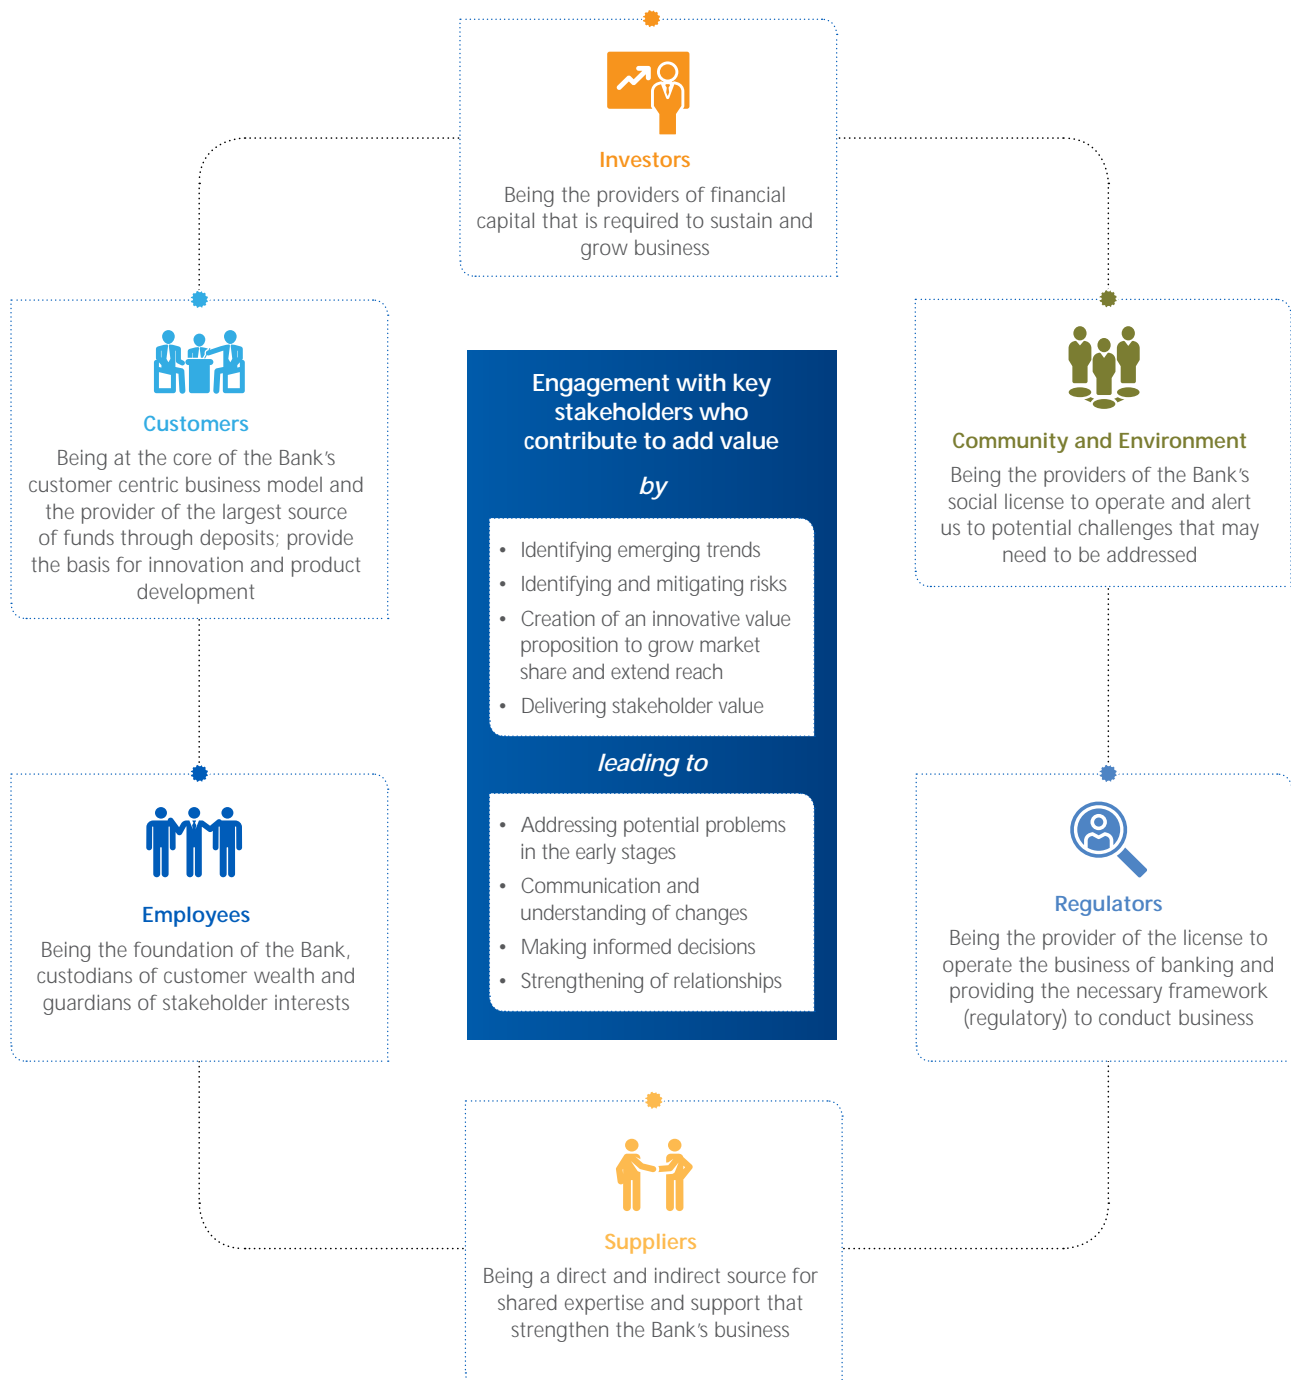 Investors
Being the providers of financial
capital that is required to sustain and
grow business
Customers
Being at the core of the Bank's
customer centric business model and
the provider of the largest source
of funds through deposits; provide
the basis for innovation and product
development
Engagement with key
stakeholders who
contribute to add value
by
• Identifying emerging trends
• Identifying and mitigating risks
• Creation of an innovative value
proposition to grow market
share and extend reach
• Delivering stakeholder value
leading to
• Addressing potential problems
in the early stages
• Communication and
understanding of changes
• Making informed decisions
• Strengthening of relationships
Community and Environment
Being the providers of the Bank's
social license to operate and alert
us to potential challenges that may
need to be addressed
Employees
Being the foundation of the Bank,
custodians of customer wealth and
guardians of stakeholder interests
Regulators
Being the provider of the license to
operate the business of banking and
providing the necessary framework
(regulatory) to conduct business
Suppliers
Being a direct and indirect source for
shared expertise and support that
strengthen the Bank's business